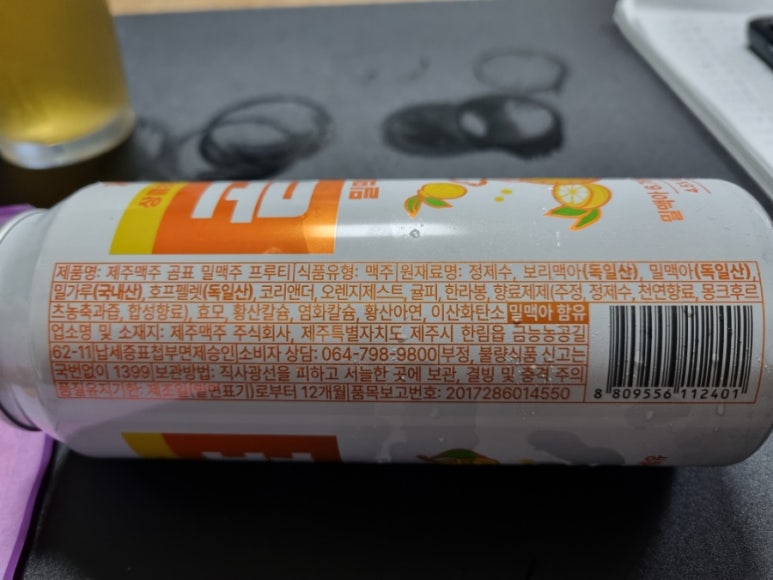 곰표
밀맥아 &
제품명: 제주맥주 곰표 밀맥주 프루티 식품유형: 맥주 원재료명: 정제수, 보리맥아(독일산), 밀맥아(독일산),
밀가루(국내산), 호프펠렛(독일산), 코리앤더, 오렌지제스트, 귤피, 한라봉 향료제제(주정, 정제수, 천연향료, 몽크후르
츠농축과즙, 합성향료), 효모, 황산칼슘, 염화칼슘, 황산아연, 이산화탄소 밀맥아 함유
업소명 및 소재지: 제주맥주 주식회사, 제주특별자치도 제주시 한림읍 금능농공길
62-11 납세증표첩부면제승인 소비자 상담: 064-798-9800 부정, 불량식품 신고는
국번없이 1399 보관방법: 직사광선을 피하고 서늘한 곳에 보관, 결빙 및 충격 주의
품질유지기한: 제조일(밑면표기)로부터 12개월 품목보고번호: 2017286014550
8 809556 112401